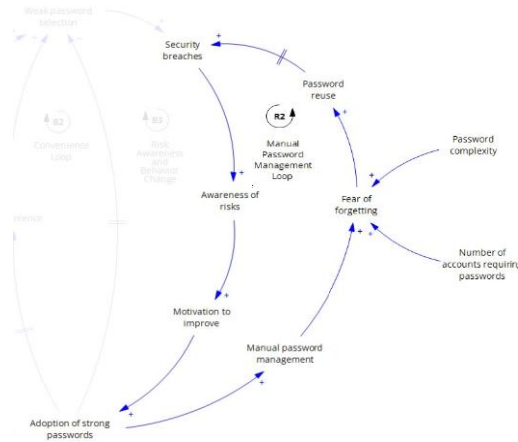 Weak password
selection
Security
breaches
Password
reuse
R2
Convenience
Loop
Risk
Awareness
and
Behavior
Change
R2
Manual
Password
Management
Loop
Password
complexity
Awareness of
risks
Fear of
forgetting
Number of
accounts requiring
passwords
Motivation to
improve
Manual password
management
Adoption of strong
passwords